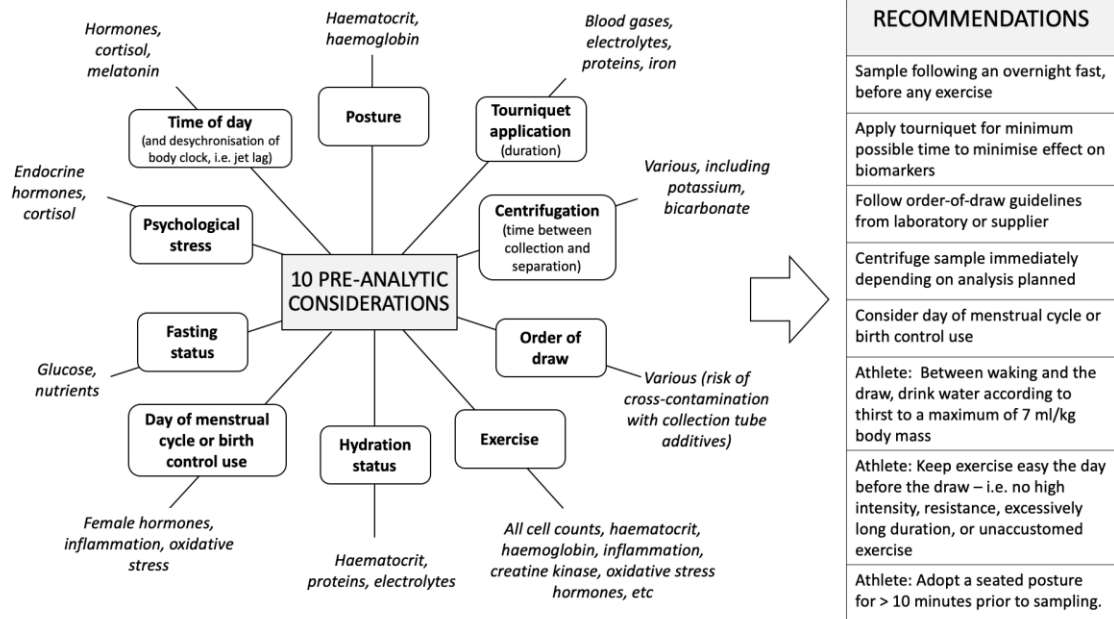 Hormones,
cortisol,
melatonin
Haematocrit,
haemoglobin
Blood gases,
electrolytes,
proteins, iron
Time of day
(and desychronisation of
body clock, i.e. jet lag)
Posture
Tourniquet
application
(duration)
Endocrine
hormones,
cortisol
Psychological
stress
Centrifugation
(time between
collection and
separation)
Various, including
potassium,
bicarbonate
10 PRE-ANALYTIC
CONSIDERATIONS
Fasting
status
Glucose,
nutrients
Order of
draw
Various (risk of
cross-contamination
with collection tube
additives)
Day of menstrual
cycle or birth
control use
Hydration
status
Exercise
Female hormones,
inflammation, oxidative
stress
Haematocrit,
proteins, electrolytes
All cell counts, haematocrit,
haemoglobin, inflammation,
creatine kinase, oxidative stress
hormones, etc
RECOMMENDATIONS
Sample following an overnight fast,
before any exercise
Apply tourniquet for minimum
possible time to minimise effect on
biomarkers
Follow order-of-draw guidelines
from laboratory or supplier
Centrifuge sample immediately
depending on analysis planned
Consider day of menstrual cycle or
birth control use
Athlete: Between waking and the
draw, drink water according to
thirst to a maximum of 7 ml/kg
body mass
Athlete: Keep exercise easy the day
before the draw – i.e. no high
intensity, resistance, excessively
long duration, or unaccustomed
exercise
Athlete: Adopt a seated posture
for > 10 minutes prior to sampling.